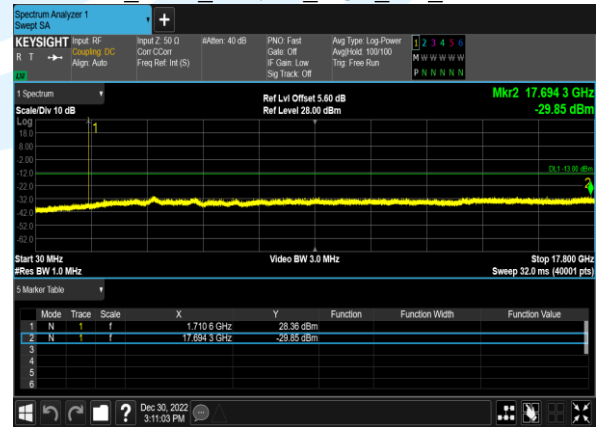 Spectrum Analyzer 1
Swept SA
KEYSIGHT
R T
LW
Input: RF
Coupling: DC
Align: Auto
Input Z: 50 Ω
Corr CCorr
Freq Ref: Int (S)
#Atten: 40 dB
PNO: Fast
Gate: Off
IF Gain: Low
Sig Track: Off
Avg Type: Log-Power
Avg|Hold: 100/100
Trig: Free Run
1 2 3 4 5 6
M W W W W W
P N N N N N
1 Spectrum
Scale/Div 10 dB
Ref Lvl Offset 5.60 dB
Ref Level 28.00 dBm
Mkr2 17.694 3 GHz
-29.85 dBm
Log
18.0
8.00
-2.00
-12.0
-22.0
-32.0
-42.0
-52.0
-62.0
1
DL1 -13.00 dBm
2
Start 30 MHz
#Res BW 1.0 MHz
Video BW 3.0 MHz
Stop 17.800 GHz
Sweep 32.0 ms (40001 pts)
5 Marker Table
Mode Trace Scale X Y Function Function Width Function Value
1 N 1 f 1.710 6 GHz 28.36 dBm
2 N 1 f 17.694 3 GHz -29.85 dBm
3
4
5
6
?
Dec 30, 2022
3:11:03 PM